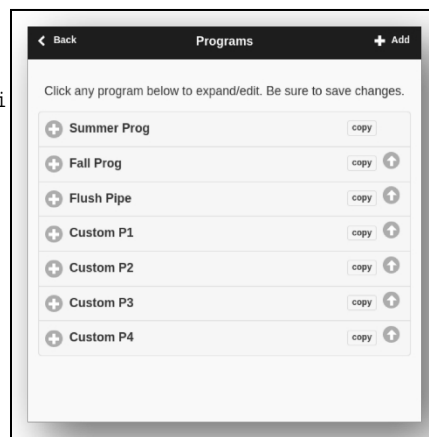 Back Programs Add
Click any program below to expand/edit. Be sure to save changes.
i
Summer Prog copy
Fall Prog copy
Flush Pipe copy
Custom P1 copy
Custom P2 copy
Custom P3 copy
Custom P4 copy